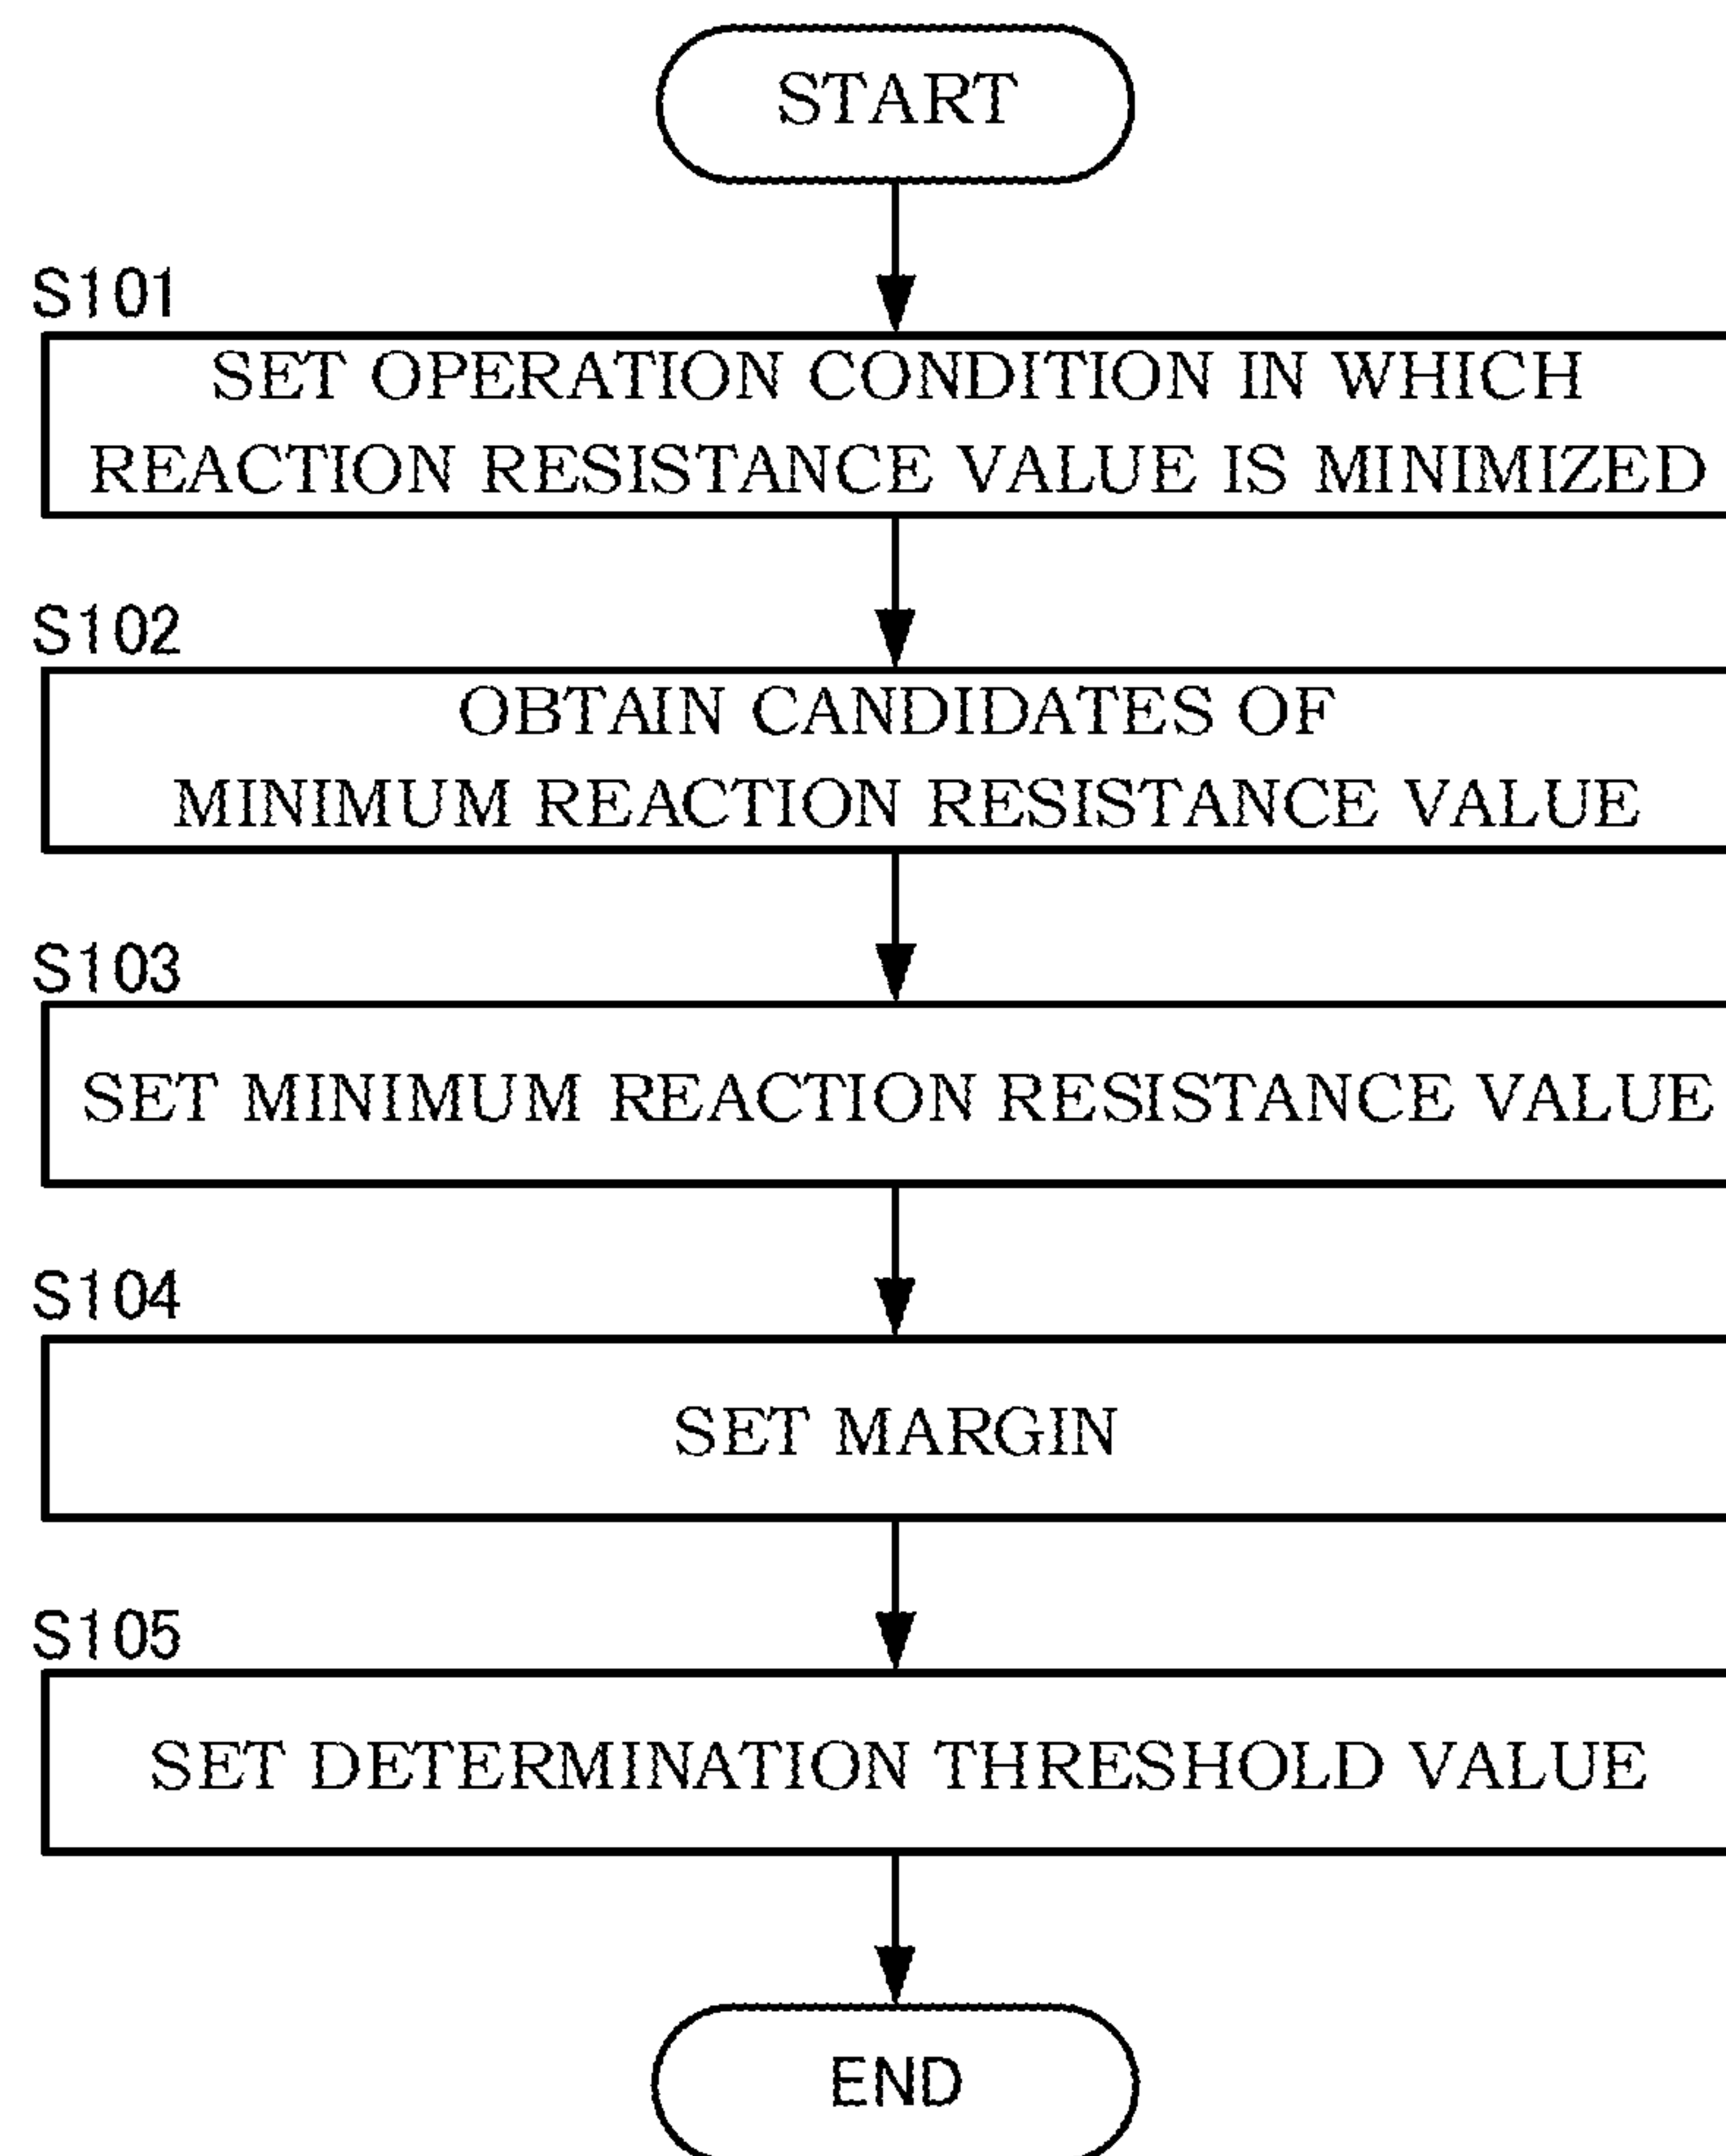 START
S101
SET OPERATION CONDITION IN WHICH
REACTION RESISTANCE VALUE IS MINIMIZED
S102
OBTAIN CANDIDATES OF
MINIMUM REACTION RESISTANCE VALUE
S103
SET MINIMUM REACTION RESISTANCE VALUE
S104
SET MARGIN
S105
SET DETERMINATION THRESHOLD VALUE
END